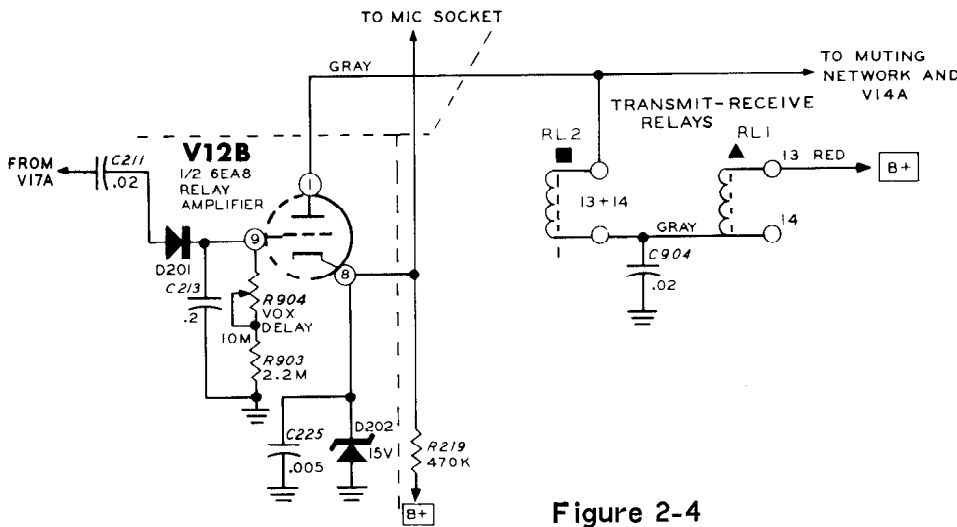 TO MIC SOCKET
GRAY
TO MUTING
NETWORK AND
V14A
TRANSMIT-RECEIVE
RELAYS
RL2
RL1
13 RED
B+
13+14
GRAY
14
C904
.02
FROM
V17A
C211
.02
V12B
1/2 6EA8
RELAY
AMPLIFIER
1
9
8
D201
C213
.2
R904
VOX
DELAY
10M
R903
2.2M
C225
.005
D202
15V
R219
470K
B+
Figure 2-4